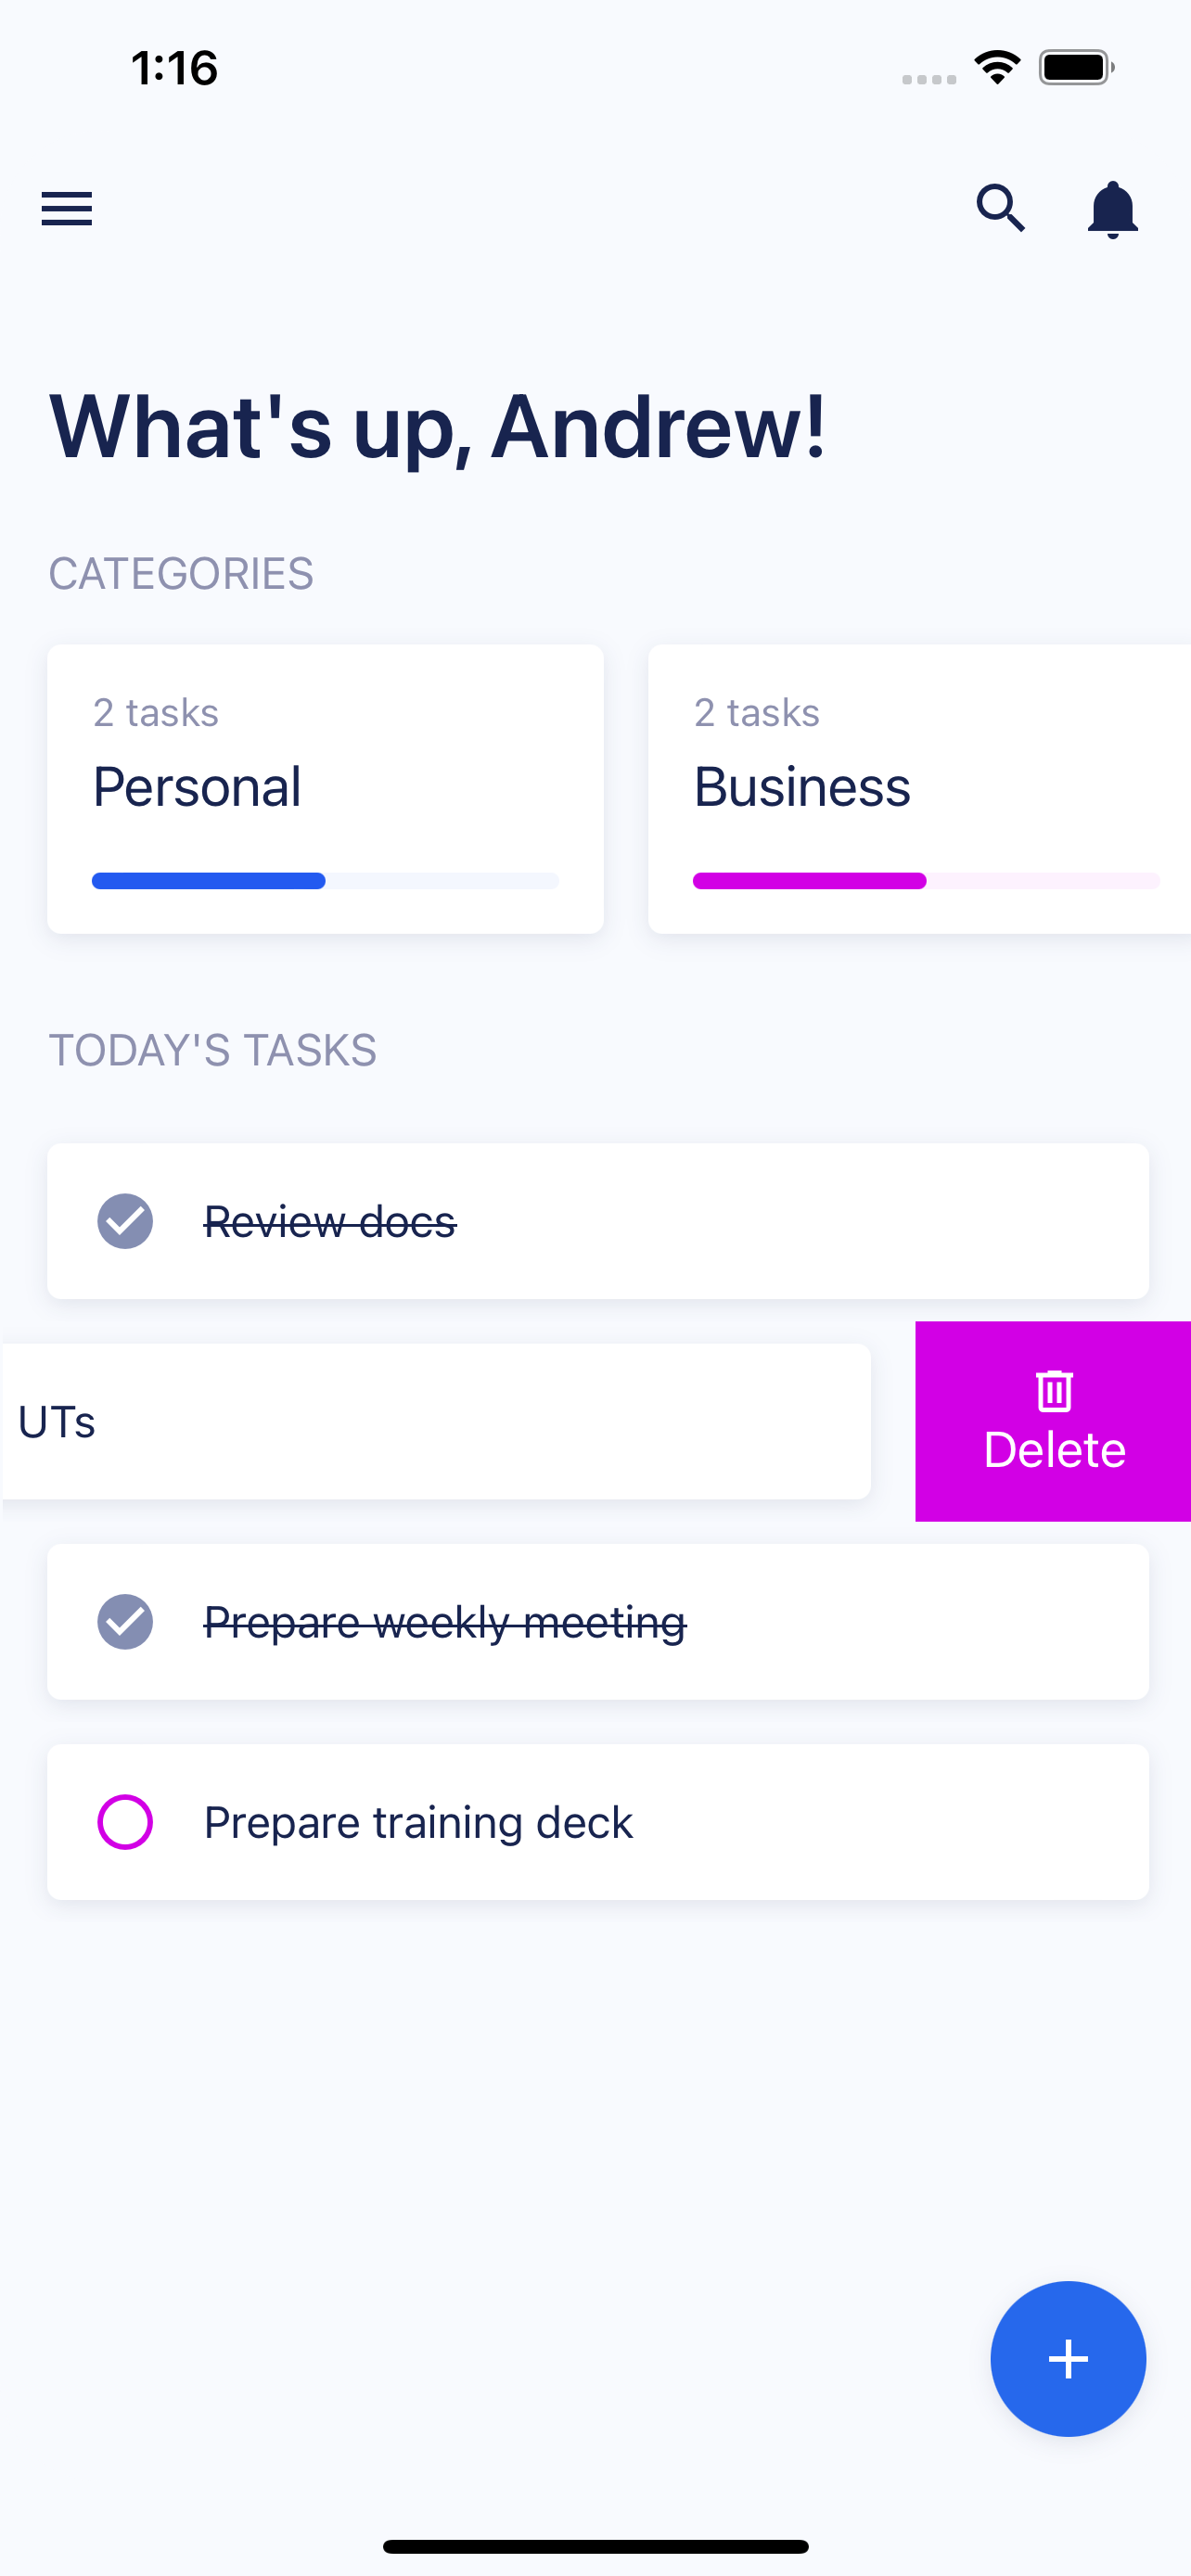 1:16
What's up, Andrew!
CATEGORIES
2 tasks
Personal
2 tasks
Business
TODAY'S TASKS
Review docs
UTs
Delete
Prepare weekly meeting
Prepare training deck